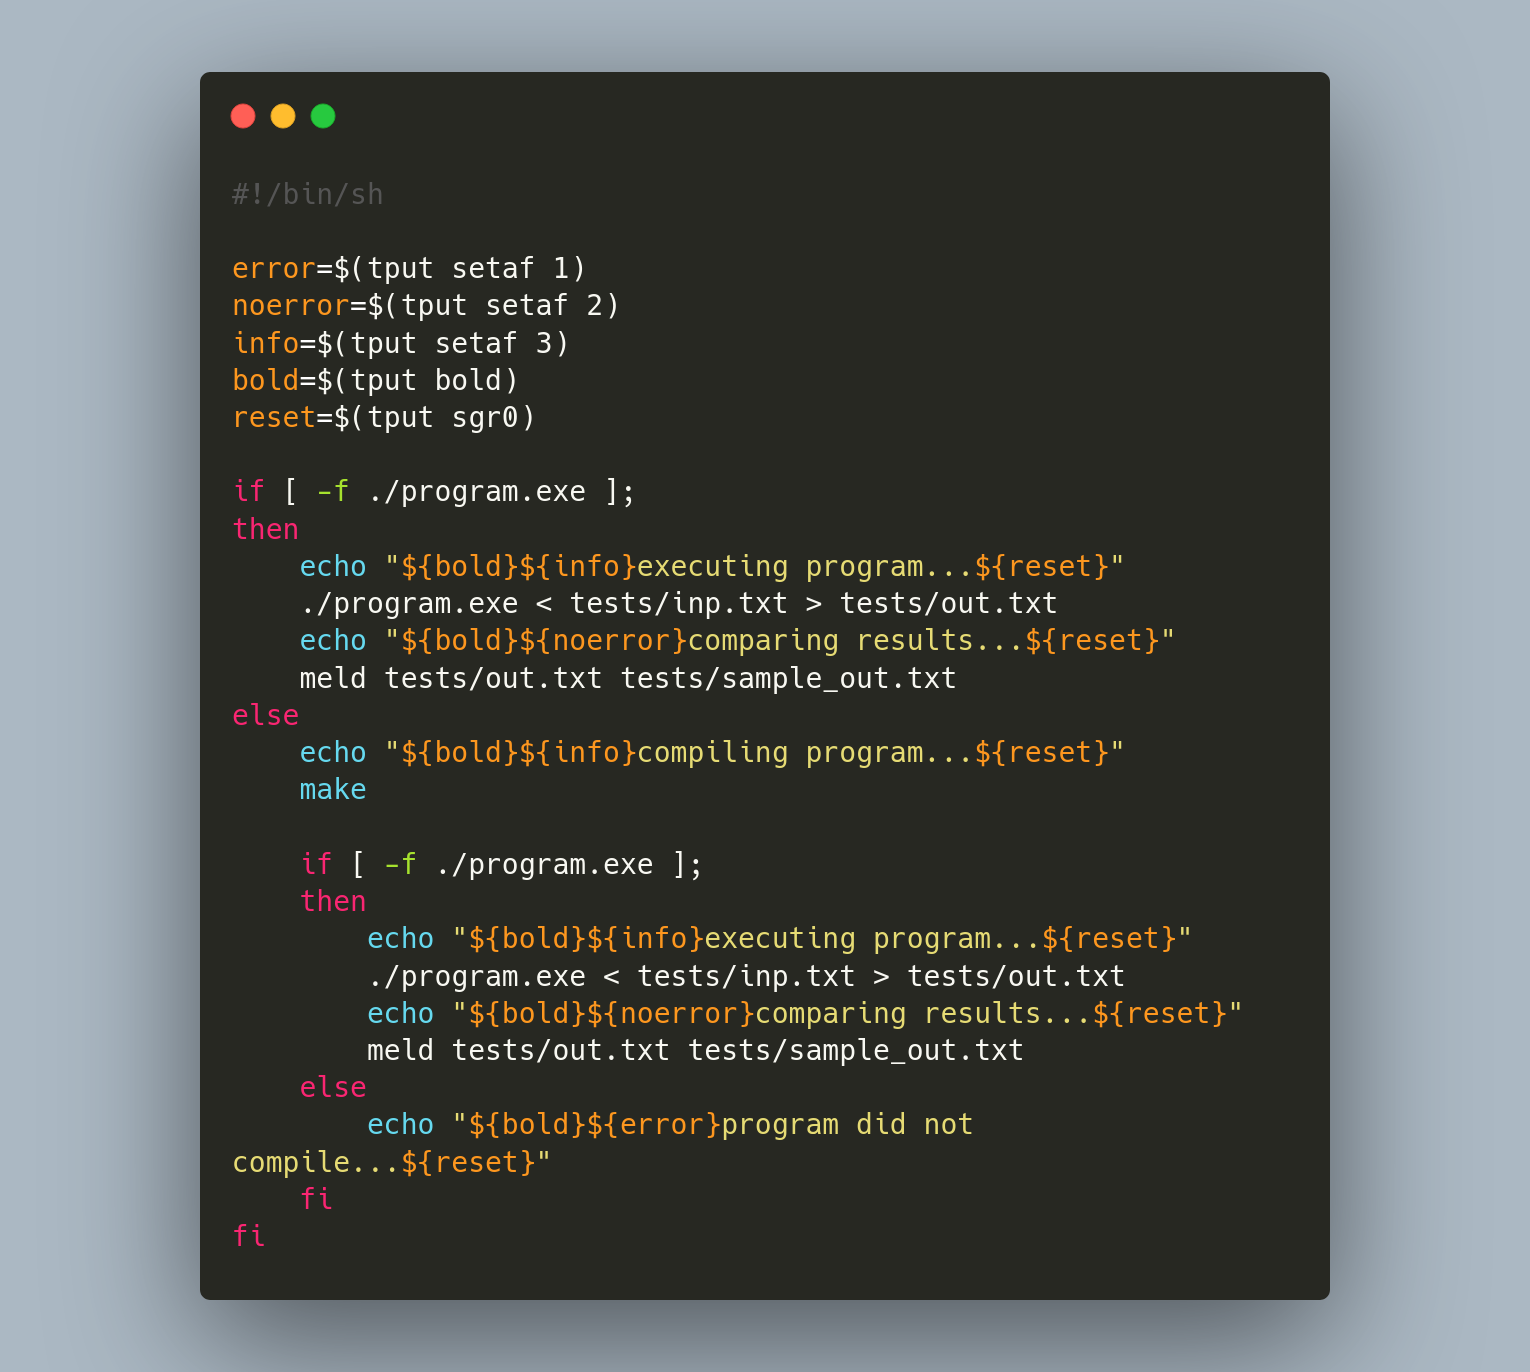 #!/bin/sh

error=$(tput setaf 1)
noerror=$(tput setaf 2)
info=$(tput setaf 3)
bold=$(tput bold)
reset=$(tput sgr0)

if [ -f ./program.exe ];
then
    echo "${bold}${info}executing program...${reset}"
    ./program.exe < tests/inp.txt > tests/out.txt
    echo "${bold}${noerror}comparing results...${reset}"
    meld tests/out.txt tests/sample_out.txt
else
    echo "${bold}${info}compiling program...${reset}"
    make

    if [ -f ./program.exe ];
    then
        echo "${bold}${info}executing program...${reset}"
        ./program.exe < tests/inp.txt > tests/out.txt
        echo "${bold}${noerror}comparing results...${reset}"
        meld tests/out.txt tests/sample_out.txt
    else
        echo "${bold}${error}program did not
compile...${reset}"
    fi
fi